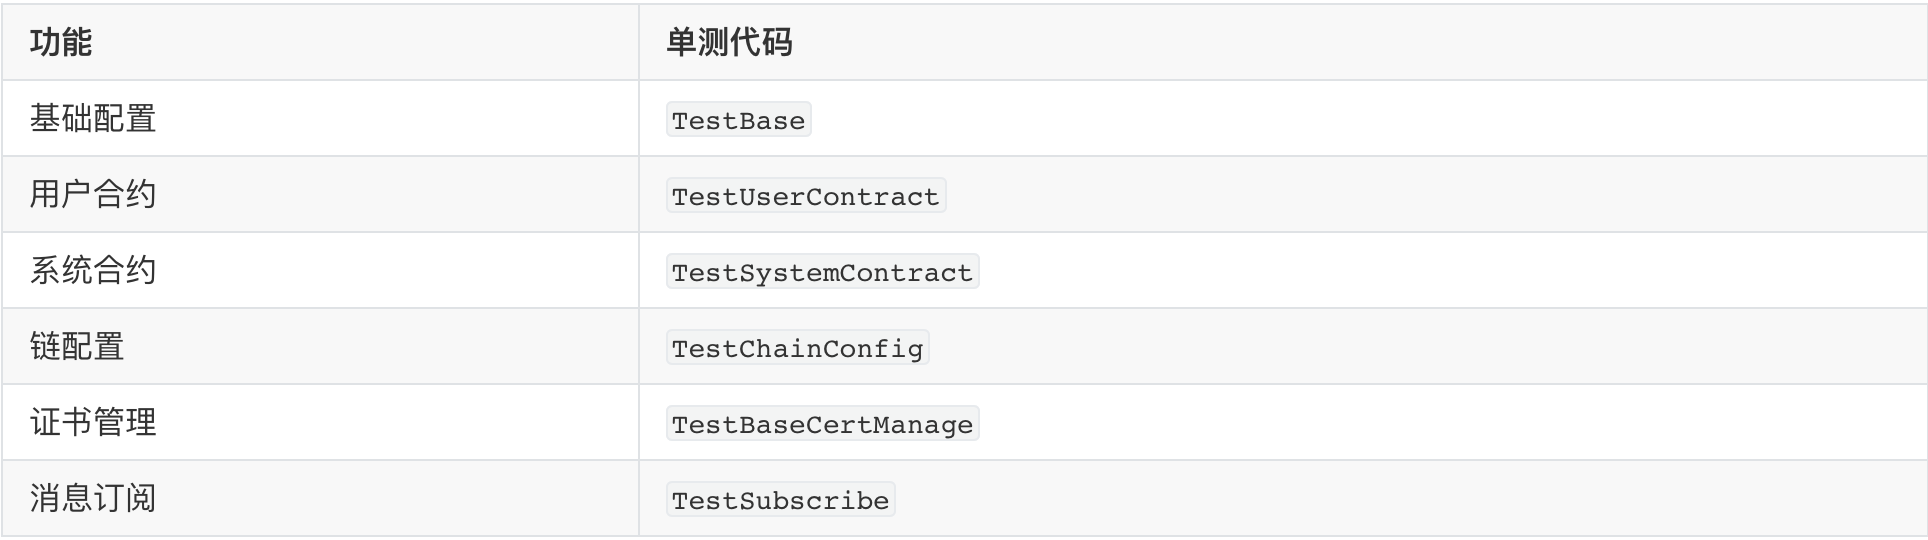 功能 单测代码
基础配置 TestBase
用户合约 TestUserContract
系统合约 TestSystemContract
链配置 TestChainConfig
证书管理 TestBaseCertManage
消息订阅 TestSubscribe